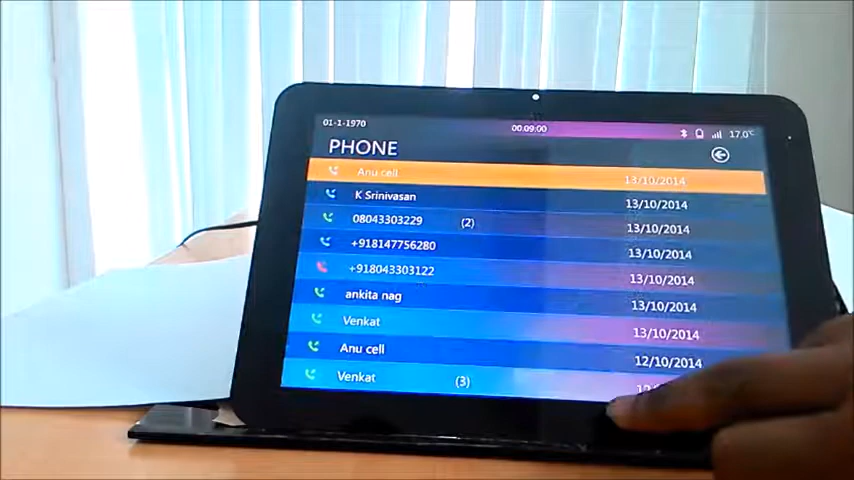 01-1-1970 00.09:00 17.0°C
PHONE
Anu cell 13/10/2014
K Srinivasan 13/10/2014
08043303229 (2) 13/10/2014
+918147756280 13/10/2014
+918043303122 13/10/2014
ankita nag 13/10/2014
Venkat 13/10/2014
Anu cell 12/10/2014
Venkat (3)